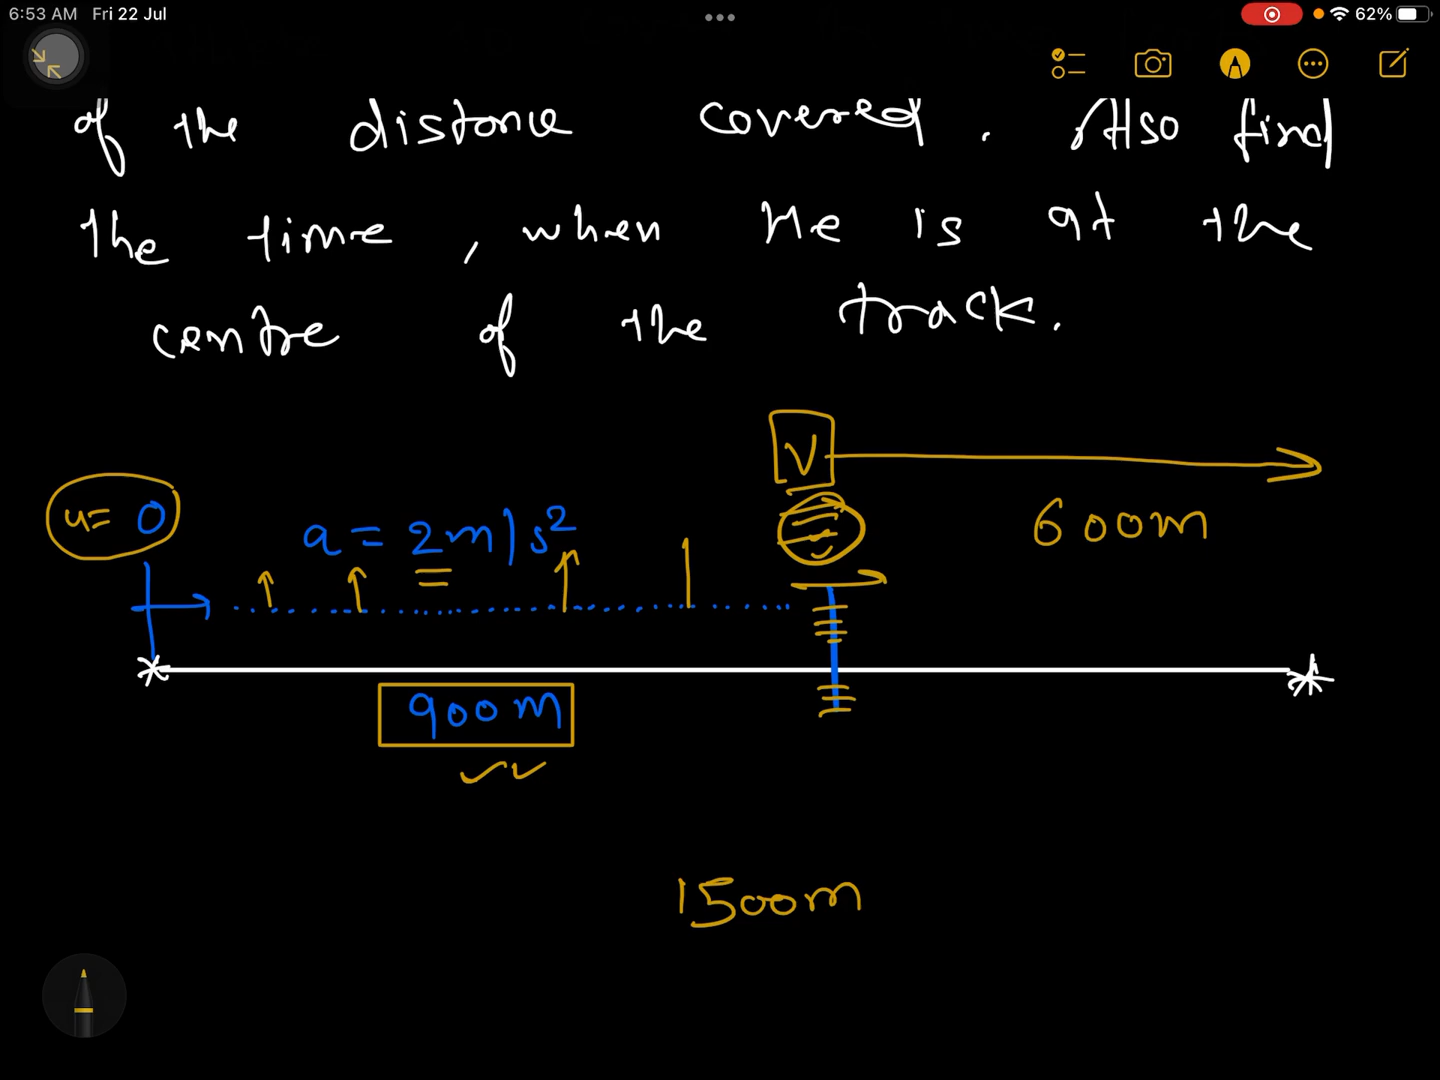 6:53 AM Fri 22 Jul
62%
of the distance covered. Also find
the time, when He is at the
centre of the track.
V
u= 0
a = 2m/s²
600m
900m
1500m